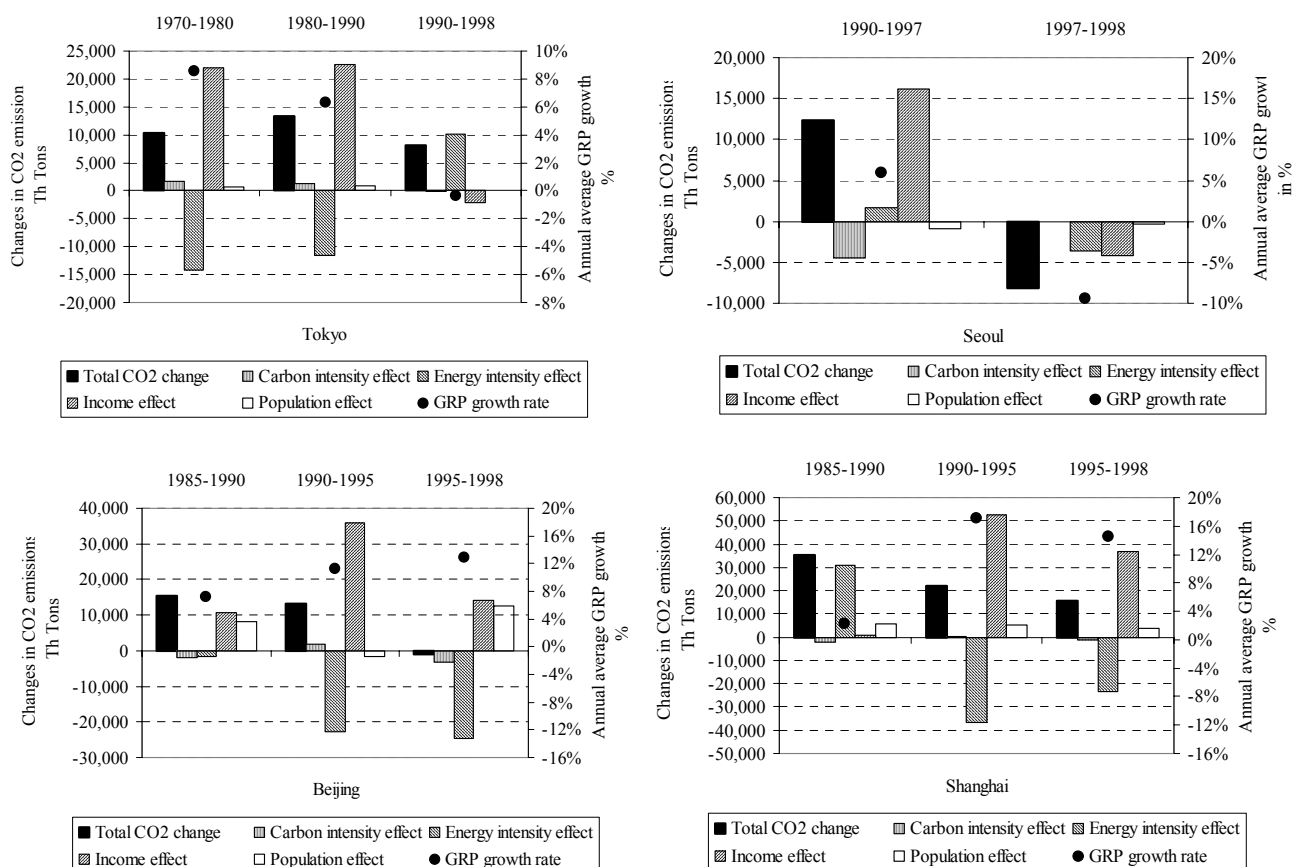 1970-1980 1980-1990 1990-1998
25,000
20,000
15,000
10,000
5,000
0
-5,000
-10,000
-15,000
-20,000
Changes in CO2 emission
Th Tons
10%
8%
6%
4%
2%
0%
-2%
-4%
-6%
-8%
Annual average GRP growth
%
Tokyo
Total CO2 change Carbon intensity effect Energy intensity effect
Income effect Population effect GRP growth rate
1990-1997 1997-1998
20,000
15,000
10,000
5,000
0
-5,000
-10,000
Changes in CO2 emissions
Th Tons
20%
15%
10%
5%
0%
-5%
-10%
Annual average GRP growt
in %
Seoul
Total CO2 change Carbon intensity effect Energy intensity effect
Income effect Population effect GRP growth rate
1985-1990 1990-1995 1995-1998
40,000
30,000
20,000
10,000
0
-10,000
-20,000
-30,000
Changes in CO2 emissions
Th Tons
20%
16%
12%
8%
4%
0%
-4%
-8%
-12%
-16%
Annual average GRP growth
%
Beijing
Total CO2 change Carbon intensity effect Energy intensity effect
Income effect Population effect GRP growth rate
1985-1990 1990-1995 1995-1998
60,000
50,000
40,000
30,000
20,000
10,000
0
-10,000
-20,000
-30,000
-40,000
-50,000
Changes in CO2 emissions
Th Tons
20%
16%
12%
8%
4%
0%
-4%
-8%
-12%
-16%
Annual average GRP growth
%
Shanghai
Total CO2 change Carbon intensity effect Energy intensity effect
Income effect Population effect GRP growth rate